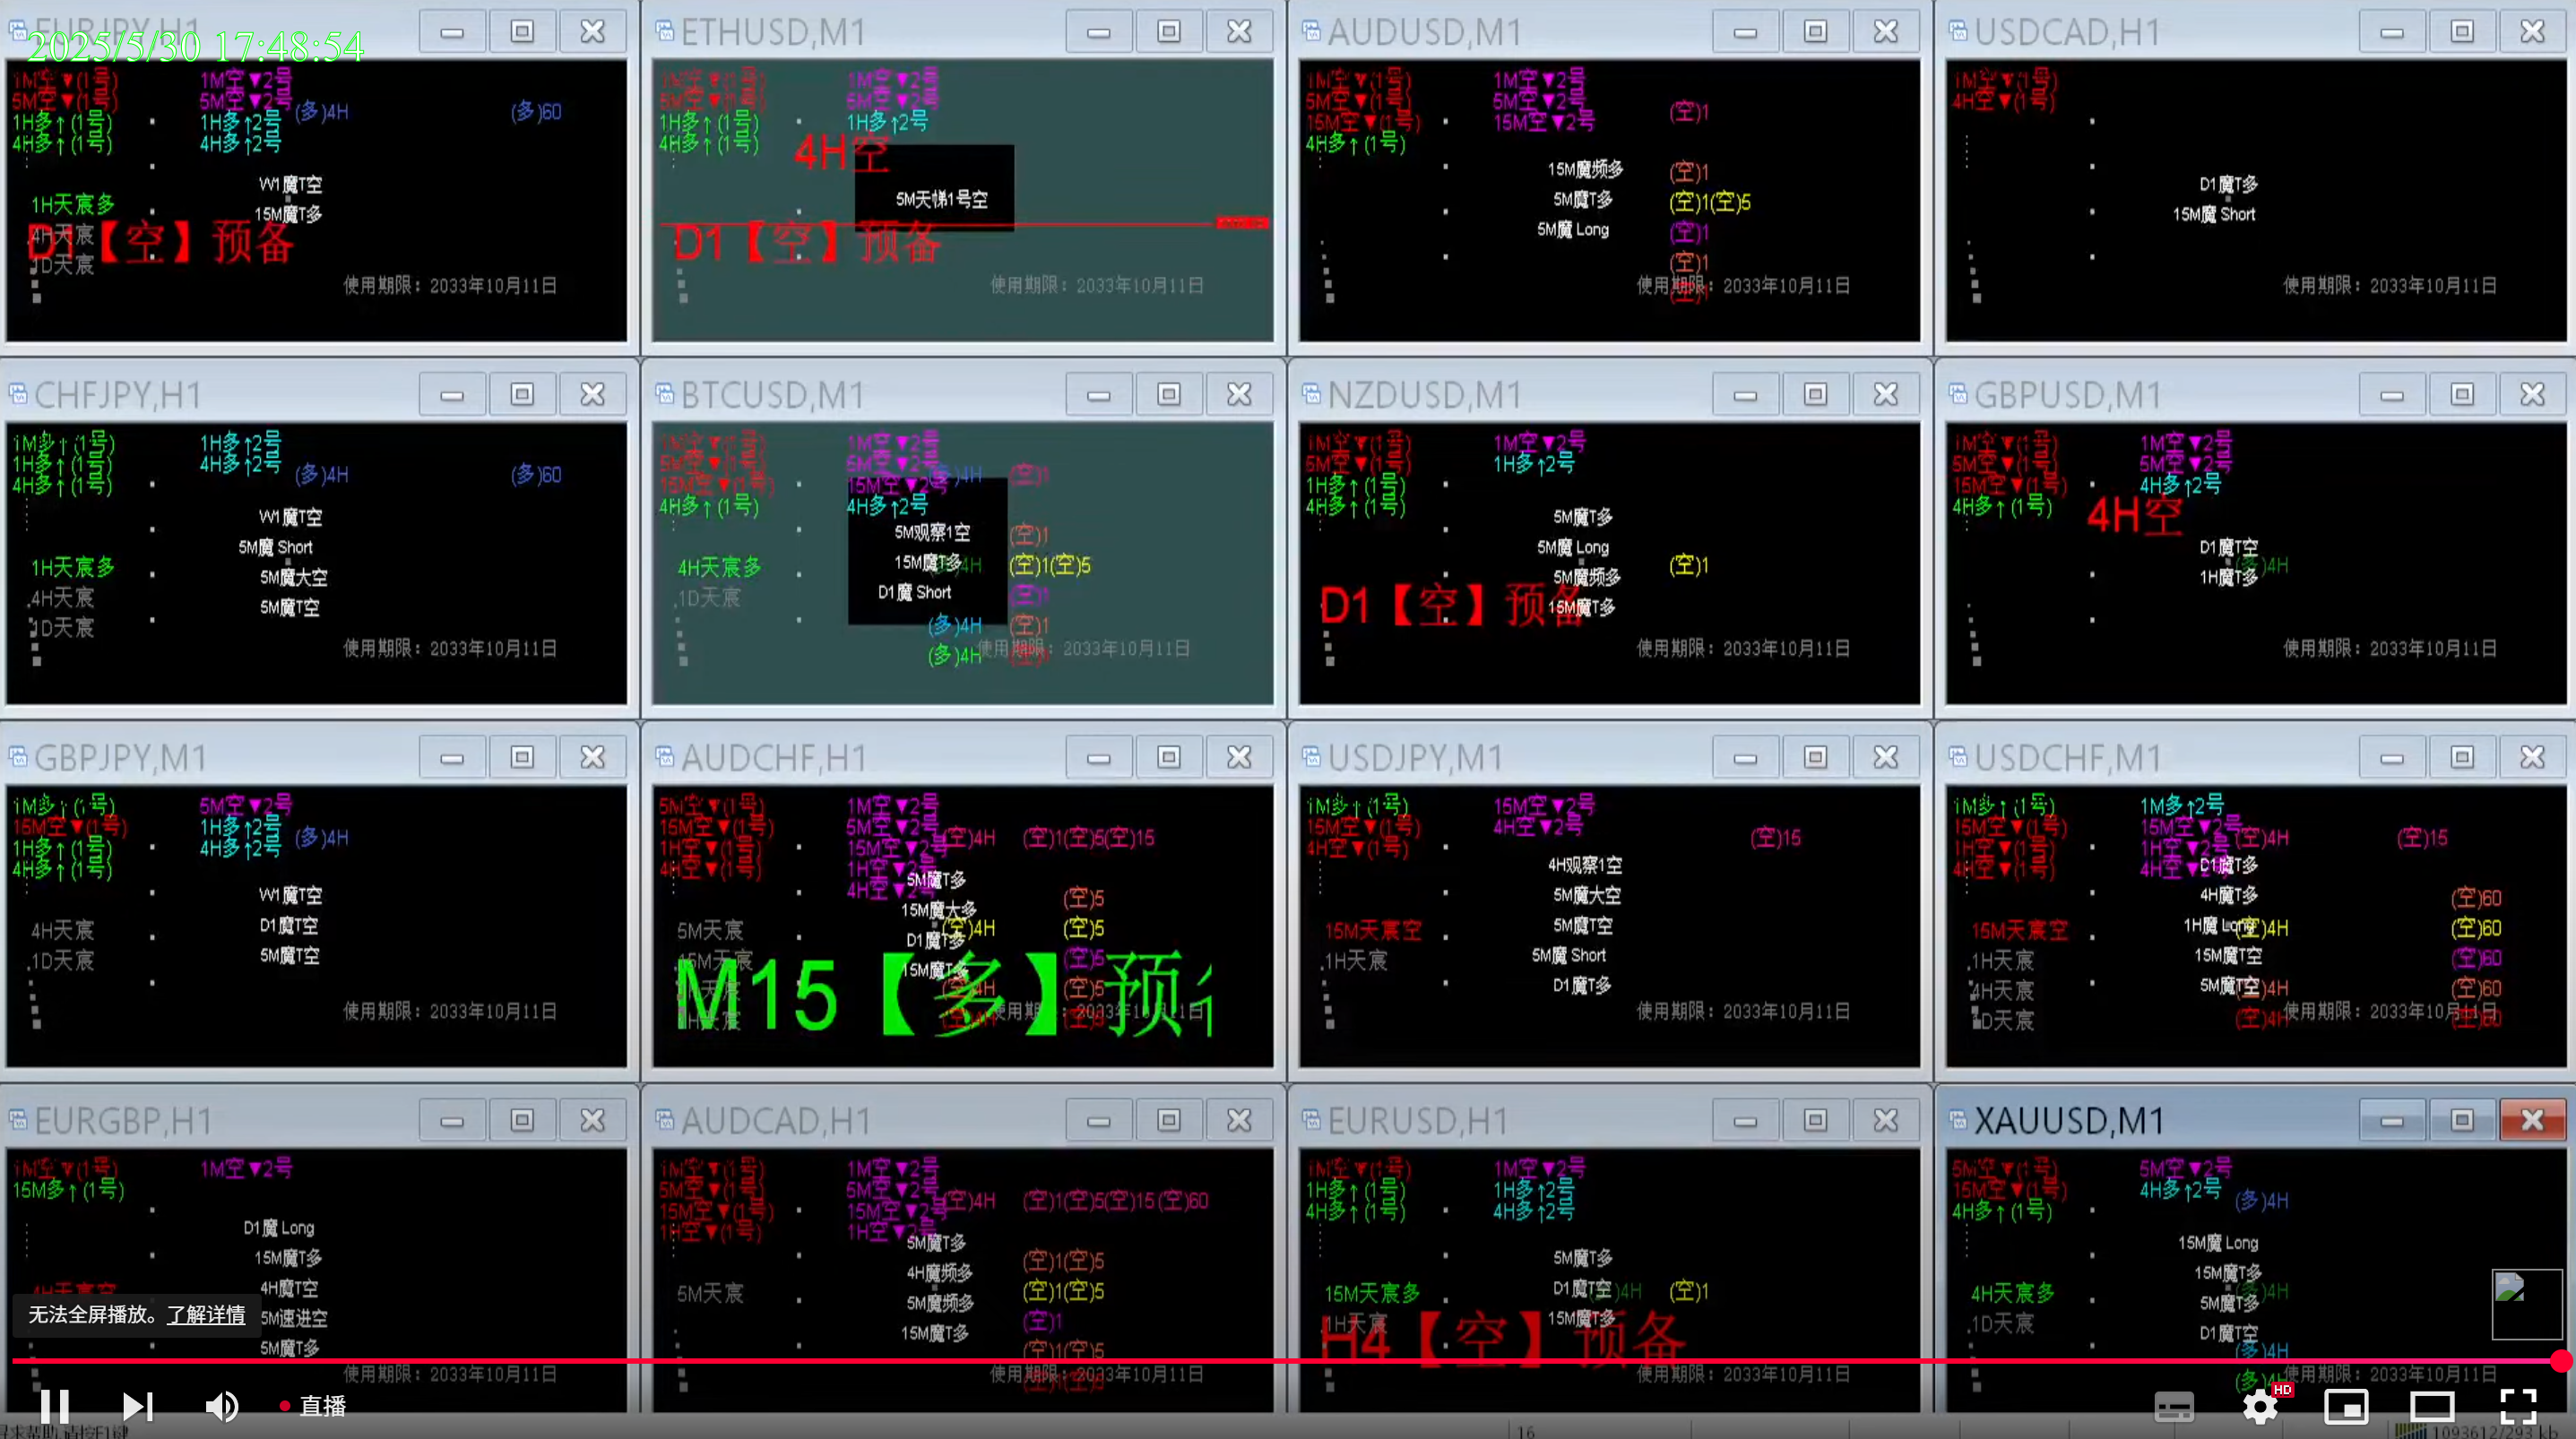 2025/5/30 17:48:54
EURJPY,H1
1M空▼(1号)
1M空▼2号
5M空▼(1号)
5M空▼2号
(多)4H
(多)60
1H多↑(1号)
1H多↑2号
4H多↑(1号)
4H多↑2号
W1魔T空
1H天宸多
15M魔T多
4H天宸
D1【空】预备
1D天宸
使用期限：2033年10月11日
ETHUSD,M1
1M空▼(1号)
1M空▼2号
5M空▼(1号)
5M空▼2号
1H多↑(1号)
1H多↑2号
4H多↑(1号)
4H空
5M天梯1号空
D1【空】预备
使用期限：2033年10月11日
AUDUSD,M1
1M空▼(1号)
1M空▼2号
5M空▼(1号)
5M空▼2号
(空)1
15M空▼(1号)
15M空▼2号
4H多↑(1号)
15M魔频多
(空)1
5M魔T多
(空)1(空)5
5M魔 Long
(空)1
(空)1
使用期限：2033年10月11日
(空)1
USDCAD,H1
1M空▼(1号)
4H空▼(1号)
D1魔T多
15M魔 Short
使用期限：2033年10月11日
CHFJPY,H1
1M多↑(1号)
1H多↑2号
1H多↑(1号)
4H多↑2号
(多)4H
(多)60
4H多↑(1号)
W1魔T空
5M魔 Short
1H天宸多
5M魔大空
4H天宸
5M魔T空
1D天宸
使用期限：2033年10月11日
BTCUSD,M1
1M空▼(1号)
1M空▼2号
5M空▼(1号)
5M空▼2号
(多)4H
(空)1
15M空▼(1号)
15M空▼2号
4H多↑(1号)
4H多↑2号
5M观察1空
(空)1
4H天宸多
15M魔T多
(多)4H
(空)1(空)5
1D天宸
D1魔 Short
(空)1
(多)4H
(空)1
(多)4H
使用期限：2033年10月11日
NZDUSD,M1
1M空▼(1号)
1M空▼2号
5M空▼(1号)
1H多↑2号
1H多↑(1号)
4H多↑(1号)
5M魔T多
5M魔 Long
5M魔频多
(空)1
D1【空】预备
15M魔T多
使用期限：2033年10月11日
GBPUSD,M1
1M空▼(1号)
1M空▼2号
5M空▼(1号)
5M空▼2号
15M空▼(1号)
4H多↑2号
4H多↑(1号)
4H空
D1魔T空
(多)4H
1H魔T多
使用期限：2033年10月11日
GBPJPY,M1
1M多↑(1号)
5M空▼2号
15M空▼(1号)
1H多↑2号
(多)4H
1H多↑(1号)
4H多↑2号
4H多↑(1号)
W1魔T空
4H天宸
D1魔T空
1D天宸
5M魔T空
使用期限：2033年10月11日
AUDCHF,H1
5M空▼(1号)
1M空▼2号
15M空▼(1号)
5M空▼2号
(空)4H
(空)1(空)5(空)15
1H空▼(1号)
15M空▼2号
4H空▼(1号)
1H空▼2号
4H空▼2号
5M魔T多
15M魔大多
(空)5
5M天宸
(空)4H
(空)5
D1魔T多
15M天宸
15M魔T多
(空)5
M15【多】预
(空)4H
(空)5
使用期限：2033年10月11日
USDJPY,M1
1M多↑(1号)
15M空▼2号
15M空▼(1号)
4H空▼2号
(空)15
4H空▼(1号)
4H观察1空
5M魔大空
15M天宸空
5M魔T空
1H天宸
5M魔 Short
D1魔T多
使用期限：2033年10月11日
USDCHF,M1
1M多↑(1号)
1M多↑2号
15M空▼(1号)
15M空▼2号
(空)4H
(空)15
1H空▼(1号)
1H空▼2号
4H空▼(1号)
4H空▼2号
D1魔T多
4H魔T多
(空)60
15M天宸空
1H魔 Long
(空)4H
(空)60
1H天宸
15M魔T空
(空)60
4H天宸
5M魔T空
(空)4H
(空)60
1D天宸
(空)4H
使用期限：2033年10月11日
(空)60
EURGBP,H1
1M空▼(1号)
1M空▼2号
15M多↑(1号)
D1魔 Long
15M魔T多
4H天宸空
4H魔T空
5M速进空
5M魔T多
使用期限：2033年10月11日
AUDCAD,H1
1M空▼(1号)
1M空▼2号
5M空▼(1号)
5M空▼2号
(空)4H
(空)1(空)5(空)15(空)60
15M空▼(1号)
15M空▼2号
1H空▼(1号)
1H空▼2号
5M魔T多
4H魔频多
(空)1(空)5
5M天宸
5M魔频多
(空)1(空)5
15M魔T多
(空)1
(空)1(空)5
使用期限：2033年10月11日
(空)1(空)5
EURUSD,H1
1M空▼(1号)
1M空▼2号
1H多↑(1号)
1H多↑2号
4H多↑(1号)
4H多↑2号
5M魔T多
15M天宸多
D1魔T空
4H
(空)1
1H天宸
15M魔T多
H4【空】预备
使用期限：2033年10月11日
XAUUSD,M1
5M空▼(1号)
5M空▼2号
15M空▼(1号)
4H多↑2号
(多)4H
4H多↑(1号)
15M魔 Long
15M魔T多
4H天宸多
5M魔T多
(多)4H
1D天宸
D1魔T空
(多)4H
(多)4H
使用期限：2033年10月11日
无法全屏播放。了解详情
直播
HD
16
1093612/293 kb